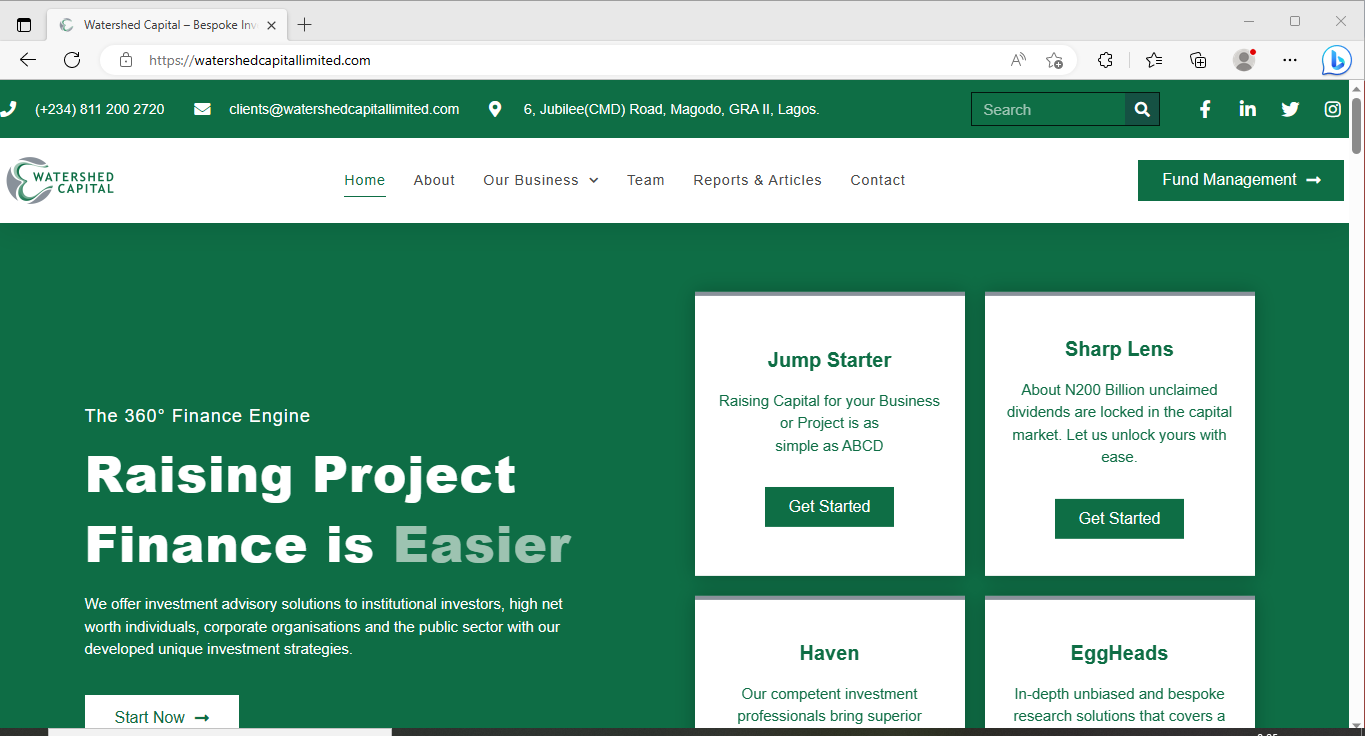 Watershed Capital – Bespoke Inv
https://watershedcapitallimited.com
(+234) 811 200 2720
clients@watershedcapitallimited.com
6, Jubilee(CMD) Road, Magodo, GRA II, Lagos.
Search
WATERSHED
CAPITAL
Home
About
Our Business
Team
Reports & Articles
Contact
Fund Management
The 360° Finance Engine
Raising Project
Finance is Easier
We offer investment advisory solutions to institutional investors, high net
worth individuals, corporate organisations and the public sector with our
developed unique investment strategies.
Start Now
Jump Starter
Raising Capital for your Business
or Project is as
simple as ABCD
Get Started
Sharp Lens
About N200 Billion unclaimed
dividends are locked in the capital
market. Let us unlock yours with
ease.
Get Started
Haven
Our competent investment
professionals bring superior
EggHeads
In-depth unbiased and bespoke
research solutions that covers a